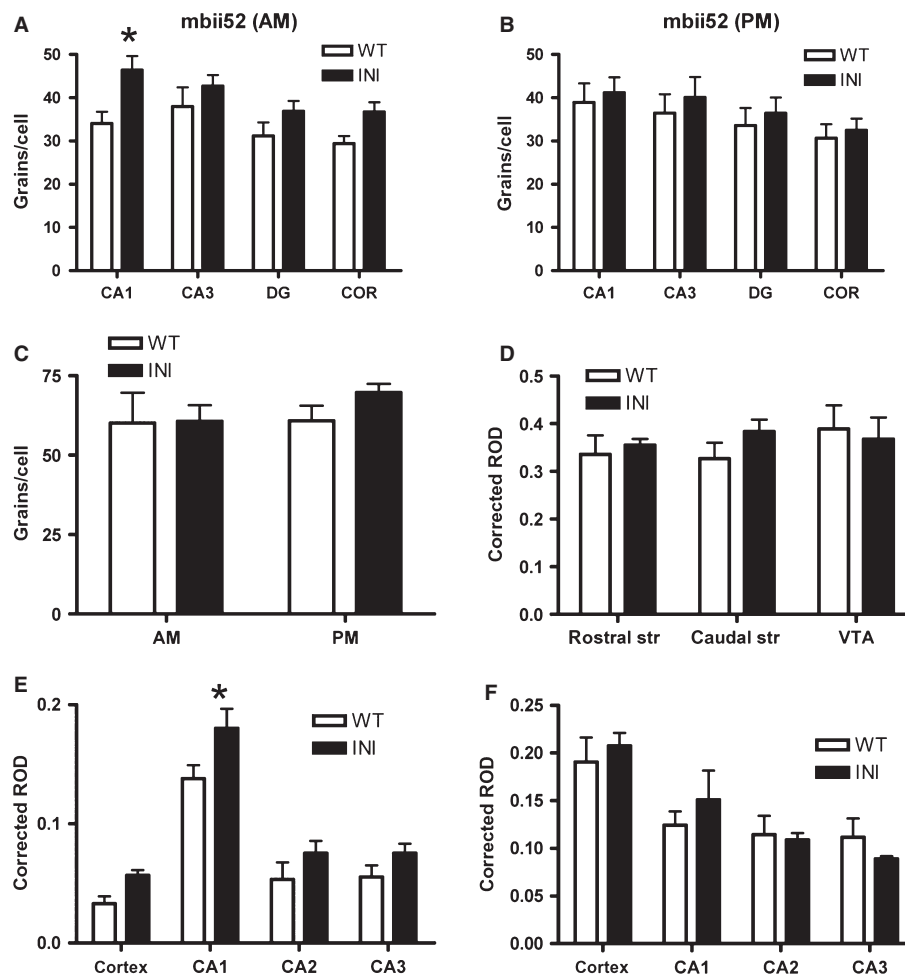 A
mbii52 (AM)
*
WT
INI
Grains/cell
50
40
30
20
10
0
CA1 CA3 DG COR
B
mbii52 (PM)
WT
INI
Grains/cell
50
40
30
20
10
0
CA1 CA3 DG COR
C
WT
INI
Grains/cell
75
50
25
0
AM PM
D
WT
INI
Corrected ROD
0.5
0.4
0.3
0.2
0.1
0.0
Rostral str Caudal str VTA
E
*
WT
INI
Corrected ROD
0.2
0.1
0.0
Cortex CA1 CA2 CA3
F
WT
INI
Corrected ROD
0.25
0.20
0.15
0.10
0.05
0.00
Cortex CA1 CA2 CA3